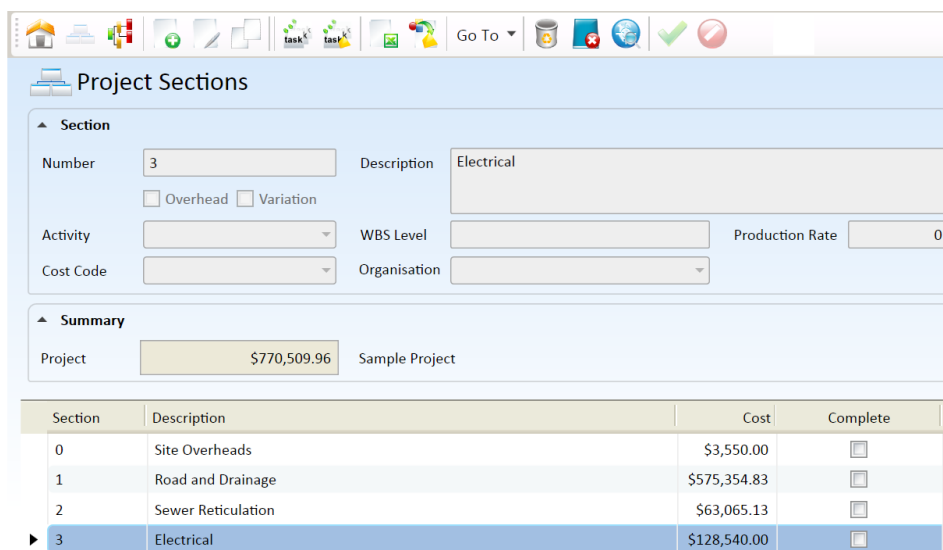 task task Go To
Project Sections
Section
Number 3 Description Electrical
Overhead Variation
Activity WBS Level Production Rate 0
Cost Code Organisation
Summary
Project $770,509.96 Sample Project
Section Description Cost Complete
0 Site Overheads $3,550.00
1 Road and Drainage $575,354.83
2 Sewer Reticulation $63,065.13
3 Electrical $128,540.00